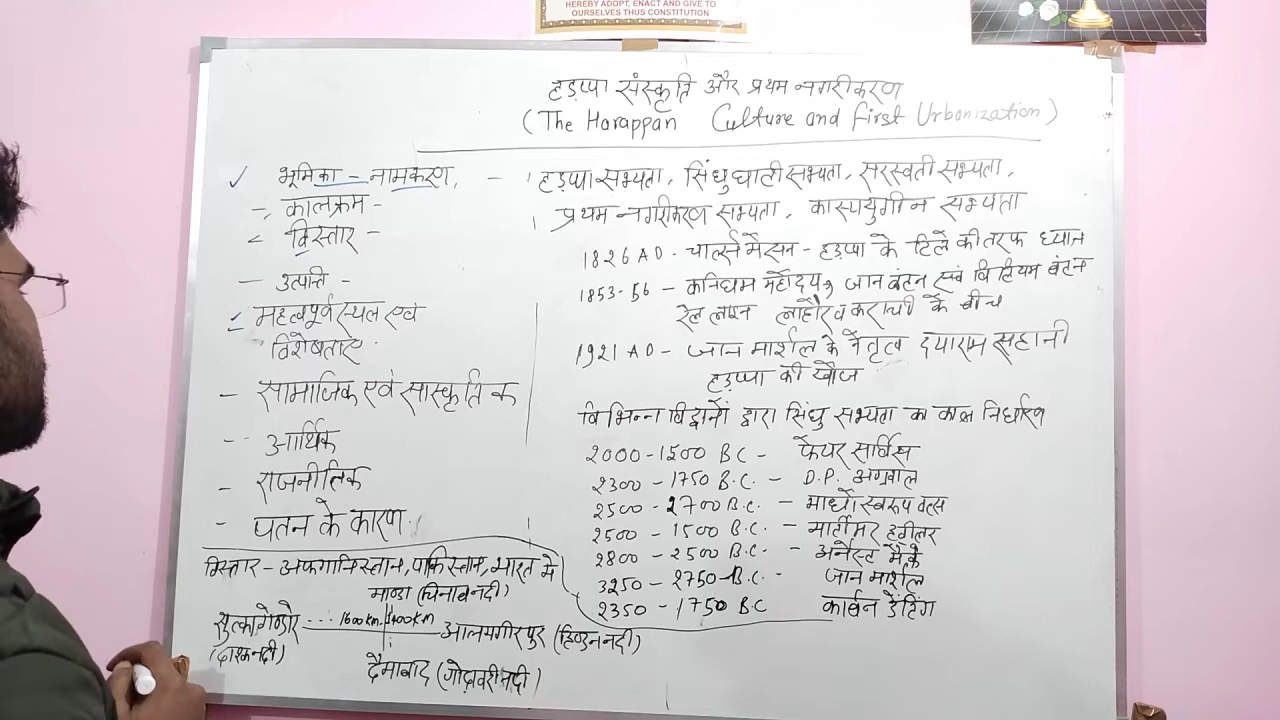 HEREBY ADOPT, ENACT AND GIVE TO
OURSELVES THUS CONSTITUTION
हड़प्पा संस्कृति और प्रथम नगरीकरण
(The Harappan Culture and First Urbanization)
भूमिका - नामकरण, - हड़प्पा सभ्यता, सिंधु घाटी सभ्यता, सरस्वती सभ्यता,
प्रथम नगरीकरण सभ्यता, कास्ययुगीन सभ्यता
- कालक्रम -
विस्तार -
- उत्पत्ति -
महत्वपूर्ण स्थल एवं
विशेषताएं
- सामाजिक एवं सांस्कृतिक
- आर्थिक
- राजनीतिक
- पतन के कारण
1826 AD - चार्ल्स मैसन - हड़प्पा के टिले की तरफ ध्यान
1853-56 - कनिंघम महोदय, जान बंटन एवं विलियम बंटन
रेल लाइन लाहौर व कराची के बीच
1921 AD - जान मार्शल के नेतृत्व दयाराम सहानी
हड़प्पा की खोज
विभिन्न विद्वानों द्वारा सिंधु सभ्यता का काल निर्धारण
2000-1500 BC - फेयर सर्विस
2300 - 1750 B.C. - D.P. अग्रवाल
2500 - 2700 B.C. - माधो स्वरूप वत्स
2500 - 1500 B.C. - मार्टीमर ह्वीलर
2800 - 2500 B.C. - अर्नेस्ट मैके
3250 - 2750 B.C. - जान मार्शल
2350 - 1750 B.C कार्बन डेटिंग
विस्तार - अफगानिस्तान, पाकिस्तान, भारत में
माण्डा (चिनाब नदी)
सुत्कागेण्डोर --- 1600km. 1400km आलमगीरपुर (हिण्डन नदी)
(दाश्क नदी)
दैमाबाद (गोदावरी नदी)